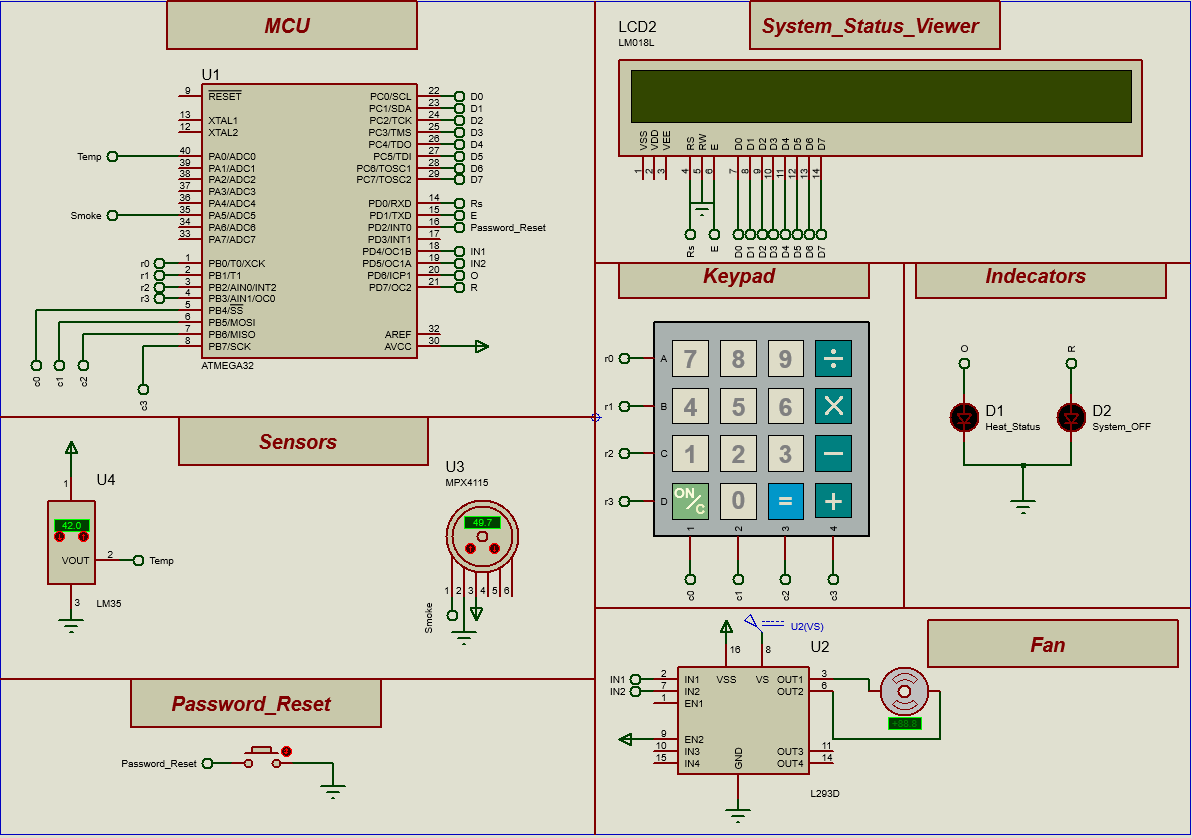 MCU
U1
9 RESET
13 XTAL1
12 XTAL2
Temp 40 PA0/ADC0
39 PA1/ADC1
38 PA2/ADC2
37 PA3/ADC3
36 PA4/ADC4
Smoke 35 PA5/ADC5
34 PA6/ADC6
33 PA7/ADC7
r0 1 PB0/T0/XCK
r1 2 PB1/T1
r2 3 PB2/AIN0/INT2
r3 4 PB3/AIN1/OC0
5 PB4/SS
6 PB5/MOSI
7 PB6/MISO
8 PB7/SCK
PC0/SCL 22 D0
PC1/SDA 23 D1
PC2/TCK 24 D2
PC3/TMS 25 D3
PC4/TDO 26 D4
PC5/TDI 27 D5
PC6/TOSC1 28 D6
PC7/TOSC2 29 D7
PD0/RXD 14 Rs
PD1/TXD 15 E
PD2/INT0 16 Password_Reset
PD3/INT1 17
PD4/OC1B 18 IN1
PD5/OC1A 19 IN2
PD6/ICP1 20 O
PD7/OC2 21 R
AREF 32
AVCC 30
ATMEGA32
c0 c1 c2 c3
System_Status_Viewer
LCD2
LM018L
VSS VDD VEE RS RW E D0 D1 D2 D3 D4 D5 D6 D7
1 2 3 4 5 6 7 8 9 10 11 12 13 14
Rs E D0 D1 D2 D3 D4 D5 D6 D7
Keypad
r0 A 7 8 9 ÷
r1 B 4 5 6 ×
r2 C 1 2 3 −
r3 D ON/C 0 = +
1 2 3 4
c0 c1 c2 c3
Indecators
O R
D1
Heat_Status
D2
System_OFF
Sensors
U4
1
42.0
VOUT 2 Temp
3
LM35
U3
MPX4115
49.7
1 2 3 4 5 6
Smoke
Password_Reset
Password_Reset
Fan
U2(VS)
U2
16 8
VSS VS
IN1 2 IN1
IN2 7 IN2
1 EN1
9 EN2
10 IN3
15 IN4
OUT1 3
OUT2 6
OUT3 11
OUT4 14
GND
+88.8
L293D